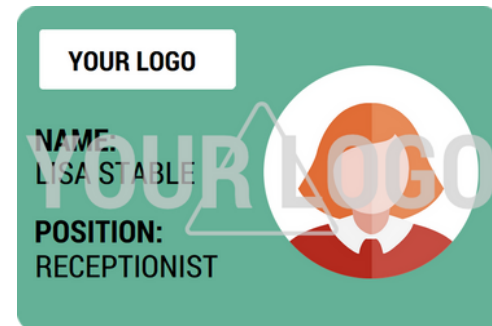 YOUR LOGO
NAME:
LISA STABLE
POSITION:
RECEPTIONIST
YOUR LOGO